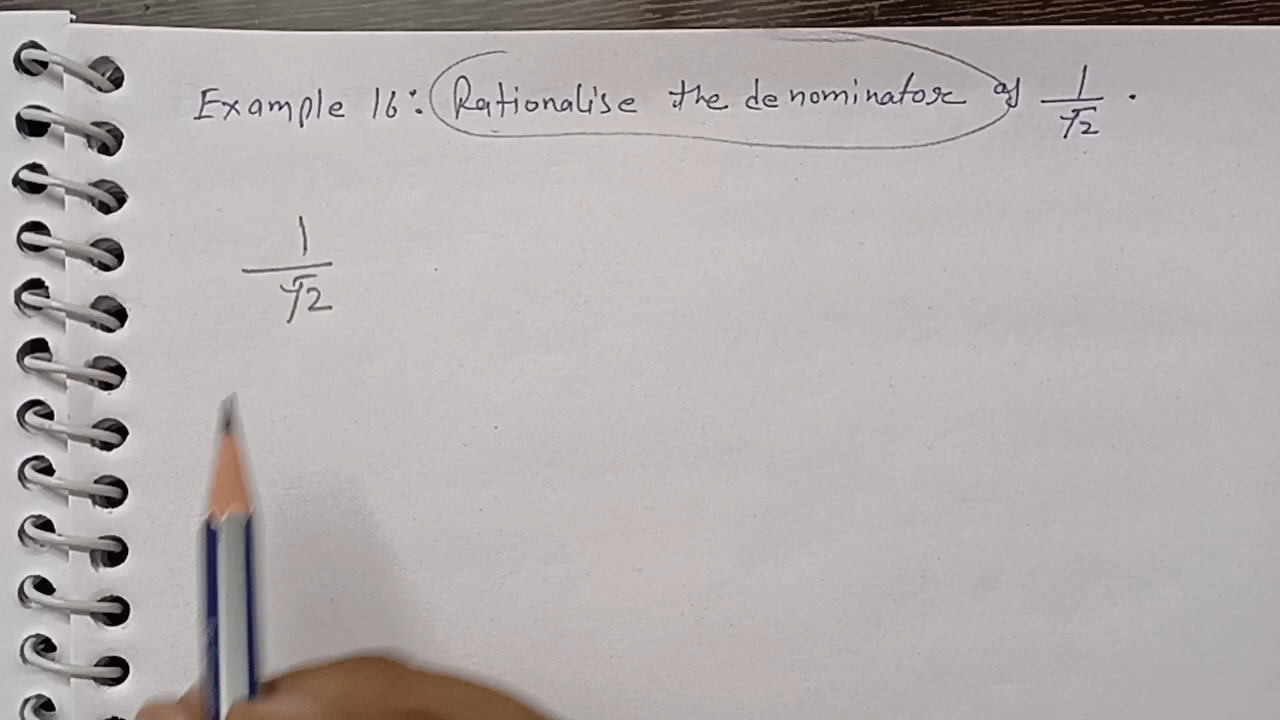 Example 16: Rationalise the denominator of 1/√2.
1/√2